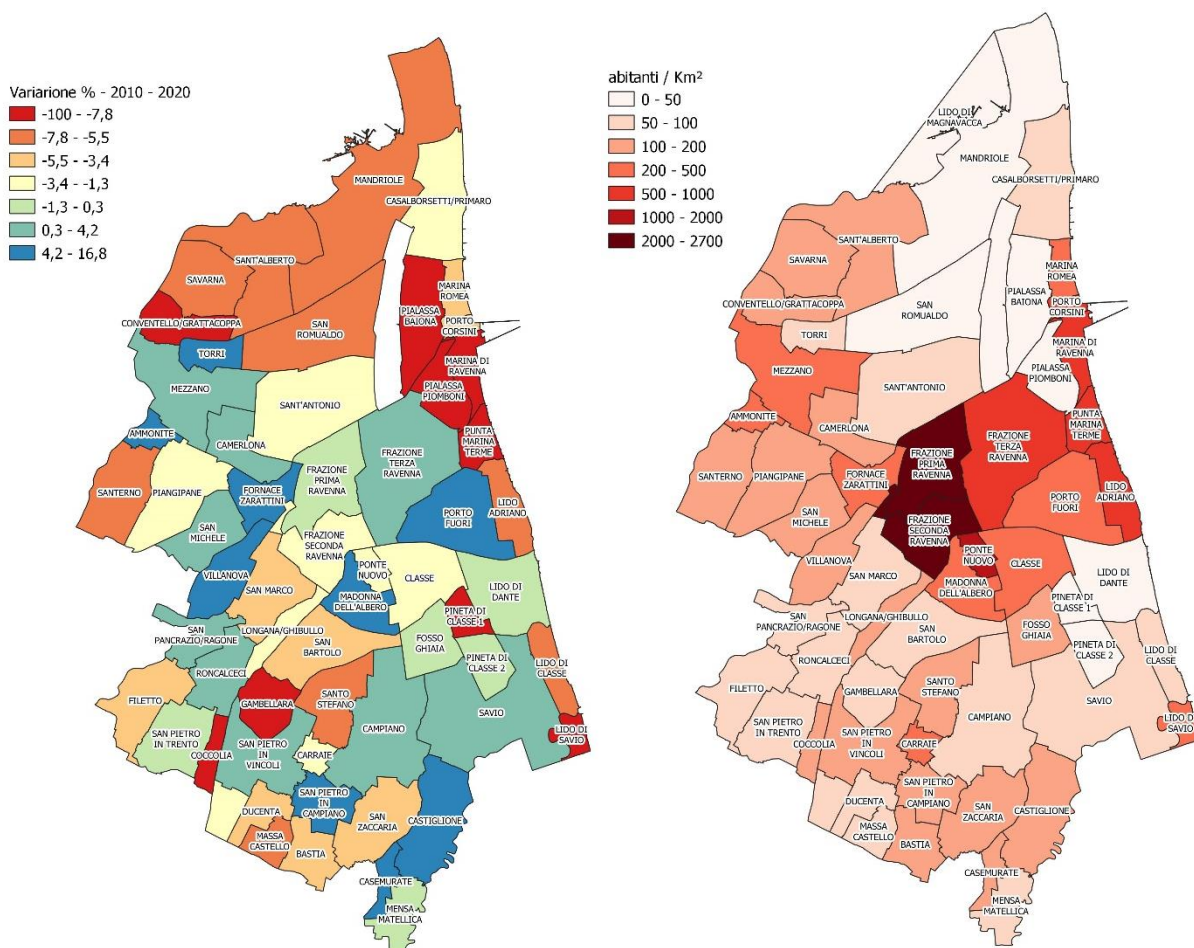 Variarione % - 2010 - 2020
-100 - -7,8
-7,8 - -5,5
-5,5 - -3,4
-3,4 - -1,3
-1,3 - 0,3
0,3 - 4,2
4,2 - 16,8
MANDRIOLE
CASALBORSETTI/PRIMARO
SANT'ALBERTO
SAVARNA
MARINA
ROMEA
PIALASSA
BAIONA
CONVENTELLO/GRATTACOPPA
SAN
ROMUALDO
PORTO
CORSINI
TORRI
MARINA DI
RAVENNA
MEZZANO
PIALASSA
PIOMBONI
SANT'ANTONIO
PUNTA
MARINA
TERME
AMMONITE
CAMERLONA
FRAZIONE
TERZA
RAVENNA
FRAZIONE
PRIMA
RAVENNA
SANTERNO
PIANGIPANE
FORNACE
ZARATTINI
LIDO
ADRIANO
PORTO
FUORI
SAN
MICHELE
FRAZIONE
SECONDA
RAVENNA
PONTE
NUOVO
VILLANOVA
CLASSE
SAN MARCO
MADONNA
DELL'ALBERO
LIDO DI
DANTE
PINETA DI
CLASSE 1
LONGANA/GHIBULLO
SAN
PANCRAZIO/RAGONE
SAN
BARTOLO
FOSSO
GHIAIA
PINETA DI
CLASSE 2
LIDO DI
CLASSE
RONCALCECI
FILETTO
GAMBELLARA
SANTO
STEFANO
SAVIO
CAMPIANO
LIDO DI
SAVIO
SAN PIETRO
IN TRENTO
COCCOLIA
SAN PIETRO
IN
VINCOLI
CARRAIE
SAN PIETRO
IN
CAMPIANO
DUCENTA
SAN
ZACCARIA
CASTIGLIONE
MASSA
CASTELLO
BASTIA
CASEMURATE
MENSA
MATELLICA
abitanti / Km²
0 - 50
50 - 100
100 - 200
200 - 500
500 - 1000
1000 - 2000
2000 - 2700
LIDO DI
MAGNAVACCA
MANDRIOLE
CASALBORSETTI/PRIMARO
SANT'ALBERTO
SAVARNA
MARINA
ROMEA
PIALASSA
BAIONA
CONVENTELLO/GRATTACOPPA
SAN
ROMUALDO
PORTO
CORSINI
TORRI
MARINA DI
RAVENNA
MEZZANO
PIALASSA
PIOMBONI
SANT'ANTONIO
PUNTA
MARINA
TERME
AMMONITE
CAMERLONA
FRAZIONE
TERZA
RAVENNA
FRAZIONE
PRIMA
RAVENNA
SANTERNO
PIANGIPANE
FORNACE
ZARATTINI
LIDO
ADRIANO
PORTO
FUORI
SAN
MICHELE
FRAZIONE
SECONDA
RAVENNA
PONTE
NUOVO
VILLANOVA
CLASSE
SAN MARCO
MADONNA
DELL'ALBERO
LIDO DI
DANTE
PINETA DI
CLASSE 1
LONGANA/GHIBULLO
SAN
PANCRAZIO/RAGONE
SAN
BARTOLO
FOSSO
GHIAIA
PINETA DI
CLASSE 2
LIDO DI
CLASSE
RONCALCECI
FILETTO
GAMBELLARA
SANTO
STEFANO
SAVIO
CAMPIANO
LIDO DI
SAVIO
SAN PIETRO
IN TRENTO
COCCOLIA
SAN PIETRO
IN
VINCOLI
CARRAIE
SAN PIETRO
IN
CAMPIANO
DUCENTA
SAN
ZACCARIA
CASTIGLIONE
MASSA
CASTELLO
BASTIA
CASEMURATE
MENSA
MATELLICA